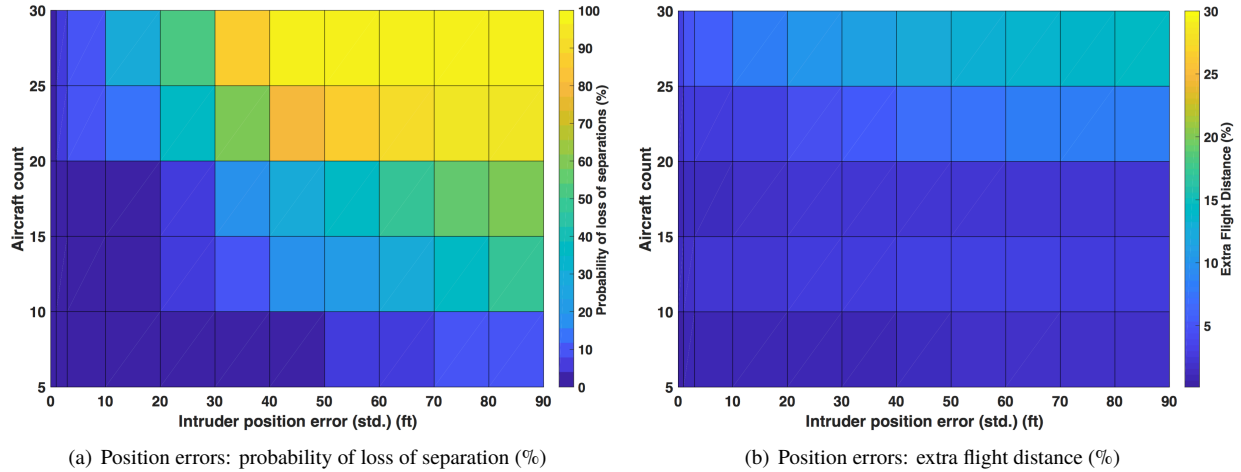 30
25
20
15
10
5
Aircraft count
0 10 20 30 40 50 60 70 80 90
Intruder position error (std.) (ft)
100
90
80
70
60
50
40
30
20
10
0
Probability of loss of separations (%)
(a) Position errors: probability of loss of separation (%)
30
25
20
15
10
5
Aircraft count
0 10 20 30 40 50 60 70 80 90
Intruder position error (std.) (ft)
30
25
20
15
10
5
Extra Flight Distance (%)
(b) Position errors: extra flight distance (%)